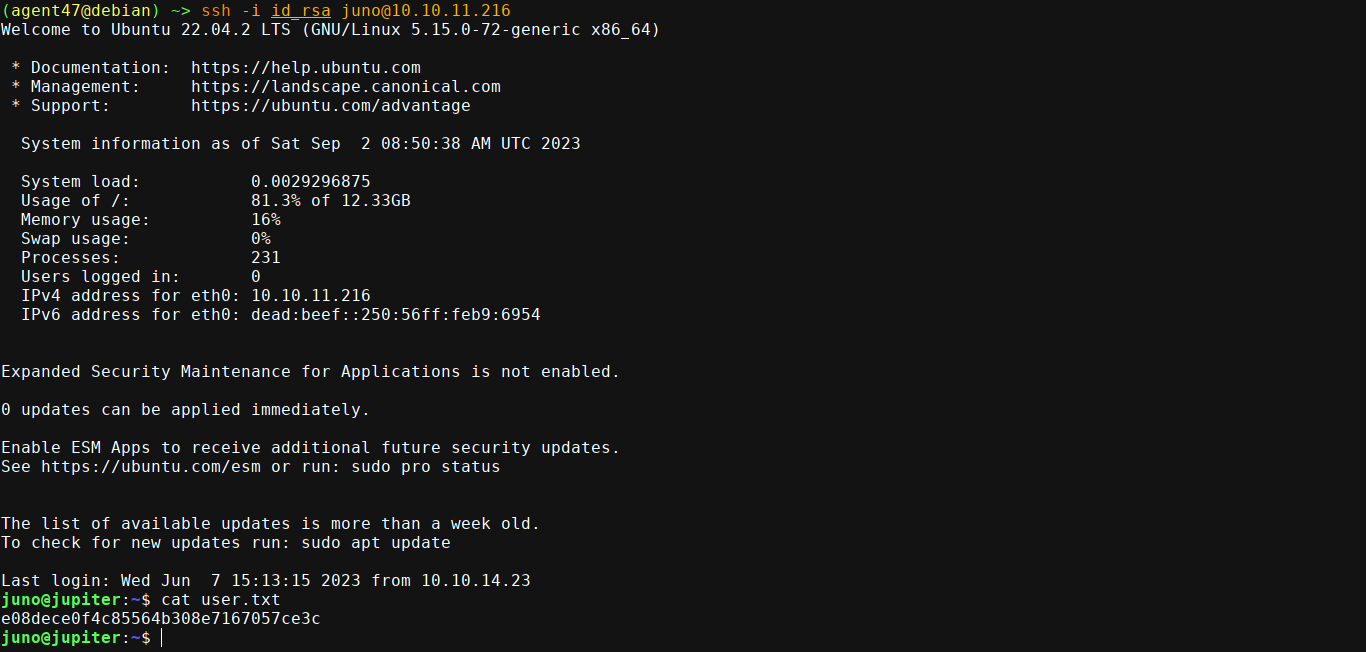 (agent47@debian) ~> ssh -i id_rsa juno@10.10.11.216
Welcome to Ubuntu 22.04.2 LTS (GNU/Linux 5.15.0-72-generic x86_64)
* Documentation:  https://help.ubuntu.com
* Management:     https://landscape.canonical.com
* Support:        https://ubuntu.com/advantage
System information as of Sat Sep  2 08:50:38 AM UTC 2023
System load:           0.0029296875
Usage of /:            81.3% of 12.33GB
Memory usage:          16%
Swap usage:            0%
Processes:             231
Users logged in:       0
IPv4 address for eth0: 10.10.11.216
IPv6 address for eth0: dead:beef::250:56ff:feb9:6954
Expanded Security Maintenance for Applications is not enabled.
0 updates can be applied immediately.
Enable ESM Apps to receive additional future security updates.
See https://ubuntu.com/esm or run: sudo pro status
The list of available updates is more than a week old.
To check for new updates run: sudo apt update
Last login: Wed Jun  7 15:13:15 2023 from 10.10.14.23
juno@jupiter:~$ cat user.txt
e08dece0f4c85564b308e7167057ce3c
juno@jupiter:~$